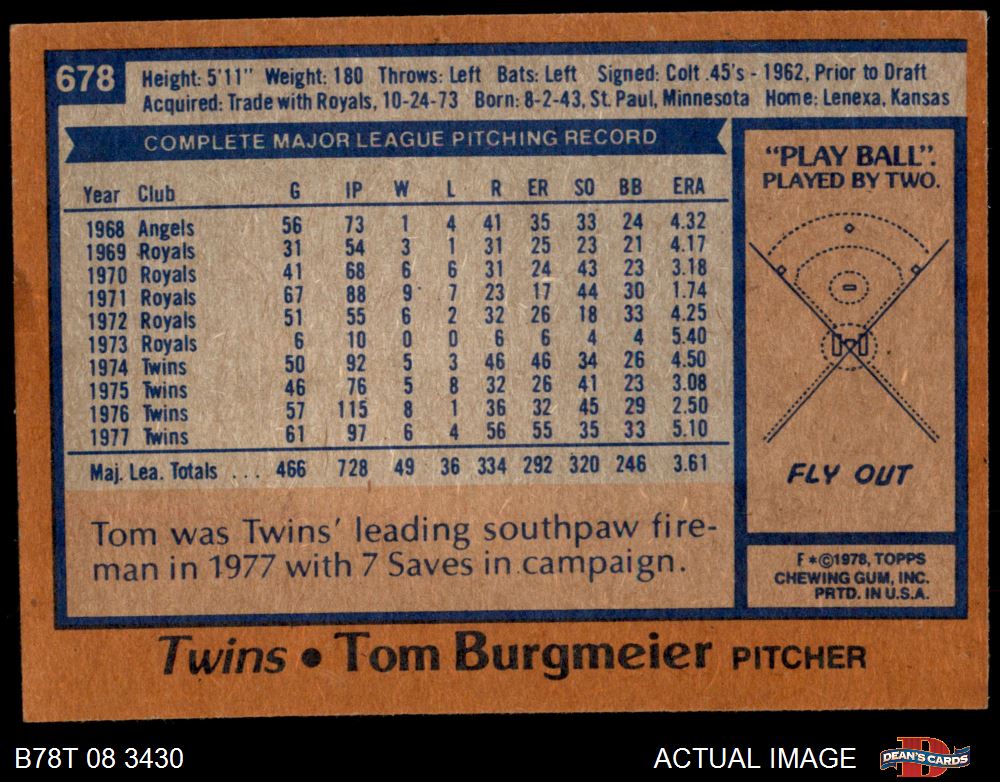 678
Height: 5'11" Weight: 180 Throws: Left Bats: Left Signed: Colt .45's - 1962, Prior to Draft
Acquired: Trade with Royals, 10-24-73 Born: 8-2-43, St. Paul, Minnesota Home: Lenexa, Kansas
COMPLETE MAJOR LEAGUE PITCHING RECORD
Year Club G IP W L R ER SO BB ERA
1968 Angels 56 73 1 4 41 35 33 24 4.32
1969 Royals 31 54 3 1 31 25 23 21 4.17
1970 Royals 41 68 6 6 31 24 43 23 3.18
1971 Royals 67 88 9 7 23 17 44 30 1.74
1972 Royals 51 55 6 2 32 26 18 33 4.25
1973 Royals 6 10 0 0 6 6 4 4 5.40
1974 Twins 50 92 5 3 46 46 34 26 4.50
1975 Twins 46 76 5 8 32 26 41 23 3.08
1976 Twins 57 115 8 1 36 32 45 29 2.50
1977 Twins 61 97 6 4 56 55 35 33 5.10
Maj. Lea. Totals ... 466 728 49 36 334 292 320 246 3.61
Tom was Twins' leading southpaw fire-
man in 1977 with 7 Saves in campaign.
"PLAY BALL".
PLAYED BY TWO.
FLY OUT
F*©1978, TOPPS
CHEWING GUM, INC.
PRTD. IN U.S.A.
Twins • Tom Burgmeier PITCHER
B78T 08 3430 ACTUAL IMAGE
DEAN'S CARDS